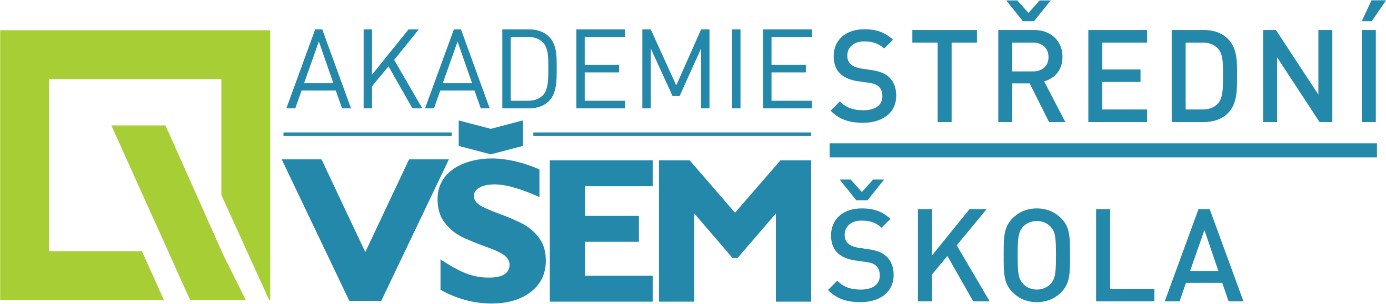 AKADEMIE
VŠEM
STŘEDNÍ
ŠKOLA